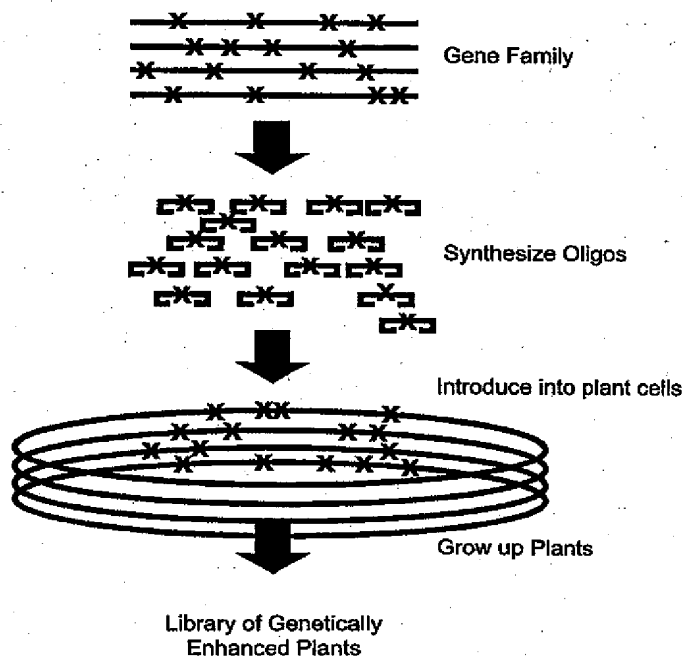 Gene Family
Synthesize Oligos
Introduce into plant cells
Grow up Plants
Library of Genetically
Enhanced Plants